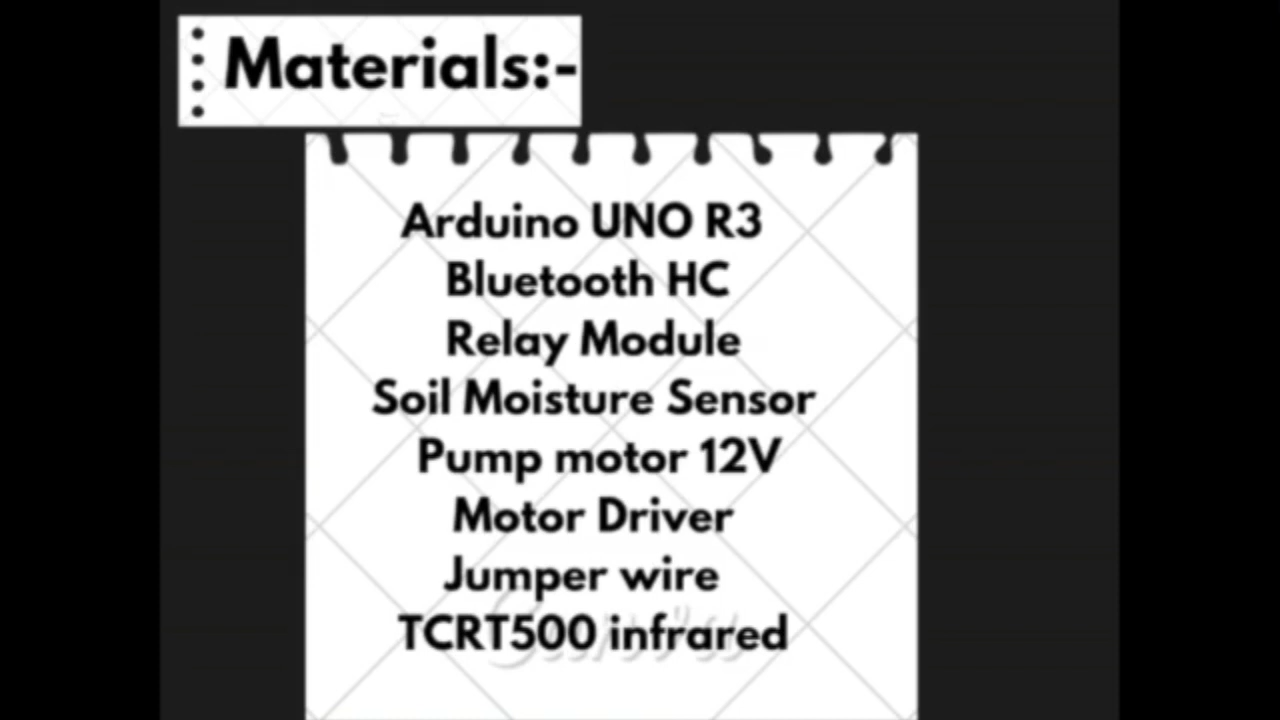 Materials:-
Arduino UNO R3
Bluetooth HC
Relay Module
Soil Moisture Sensor
Pump motor 12V
Motor Driver
Jumper wire
TCRT500 infrared